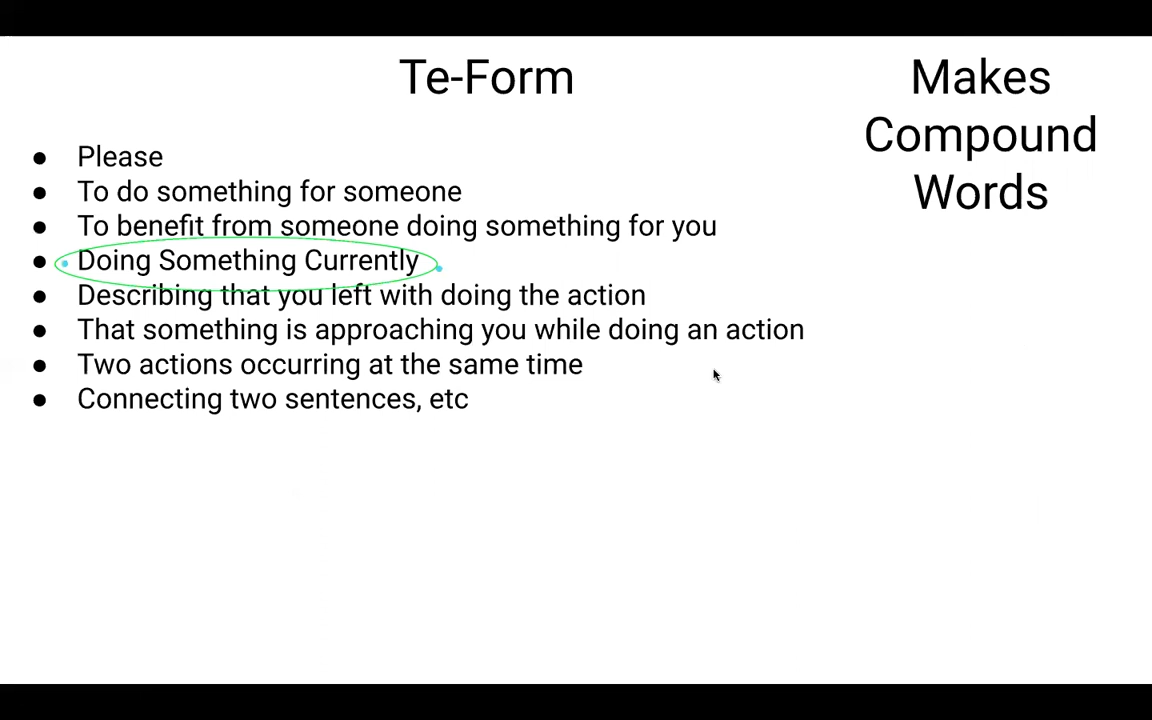 Te-Form
Makes
Compound
Words
● Please
● To do something for someone
● To benefit from someone doing something for you
● Doing Something Currently
● Describing that you left with doing the action
● That something is approaching you while doing an action
● Two actions occurring at the same time
● Connecting two sentences, etc